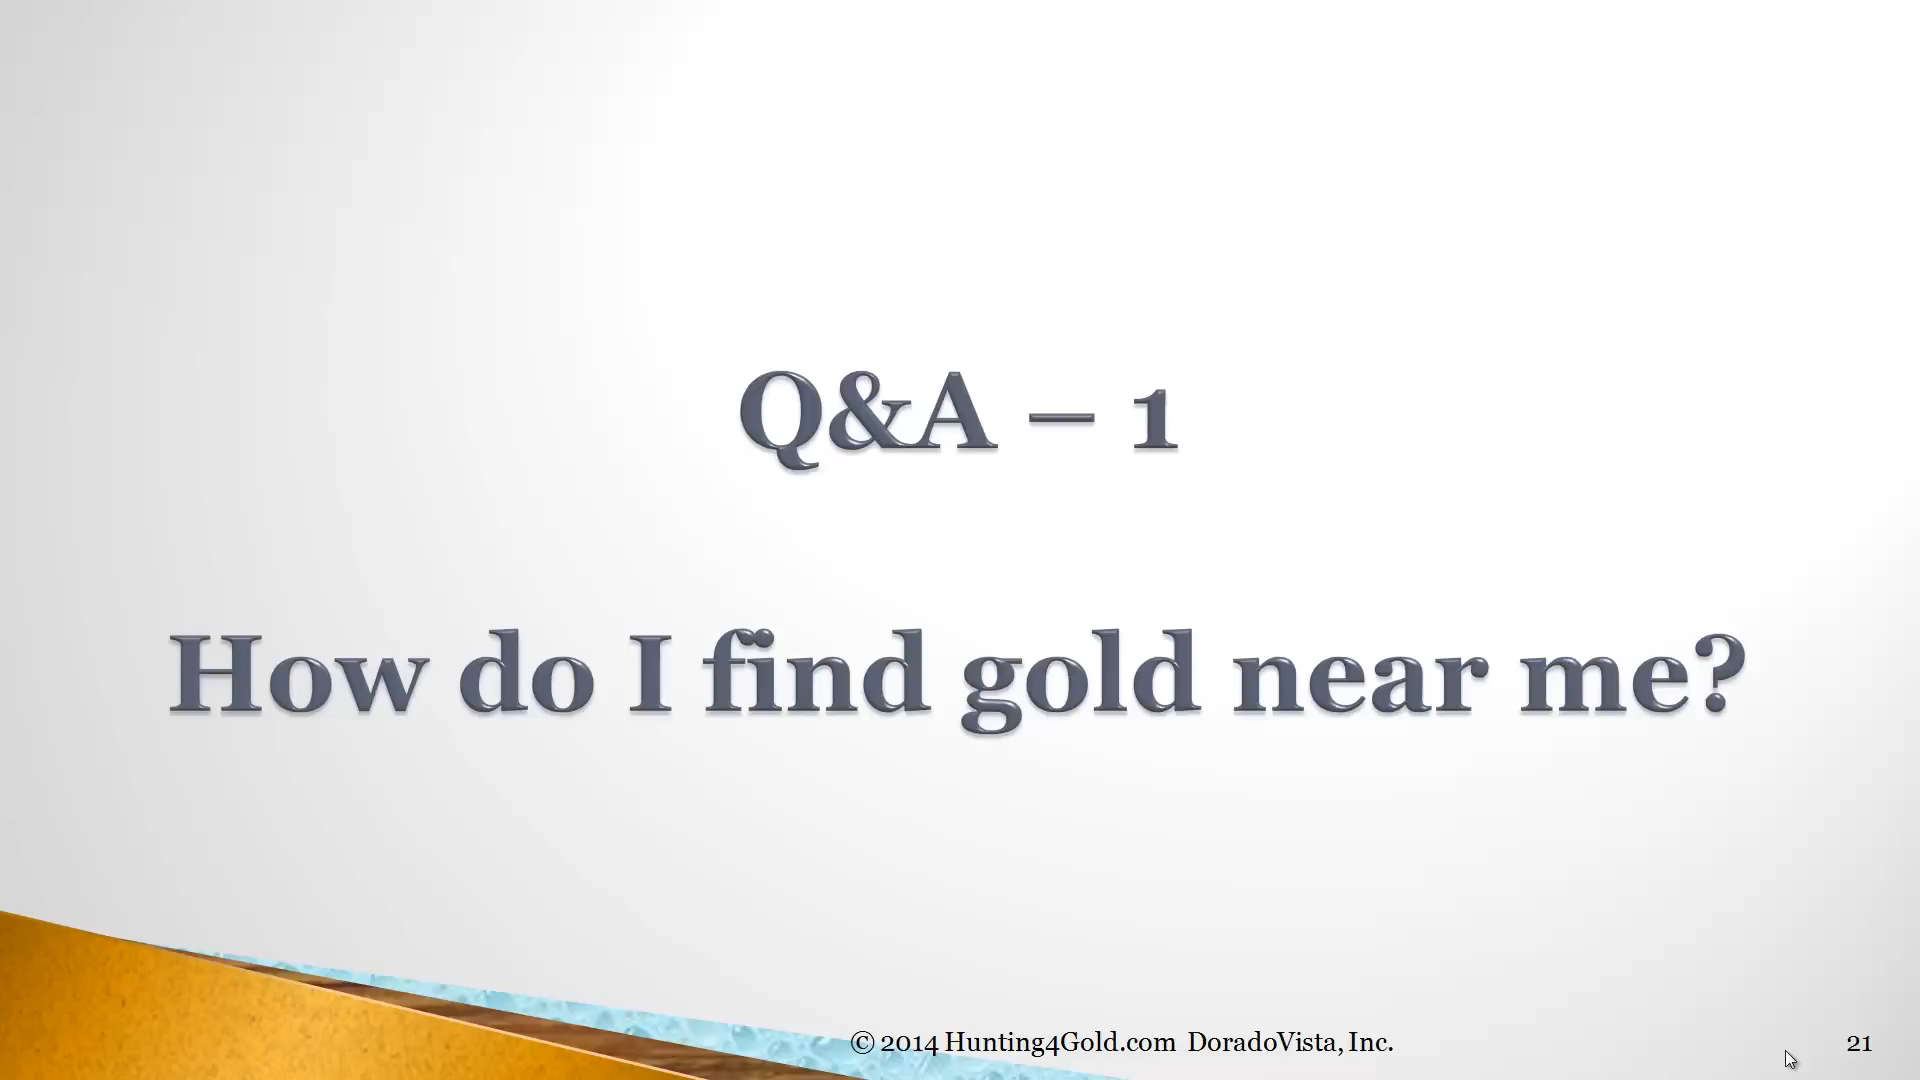 Q&A – 1
How do I find gold near me?
© 2014 Hunting4Gold.com DoradoVista, Inc.
21